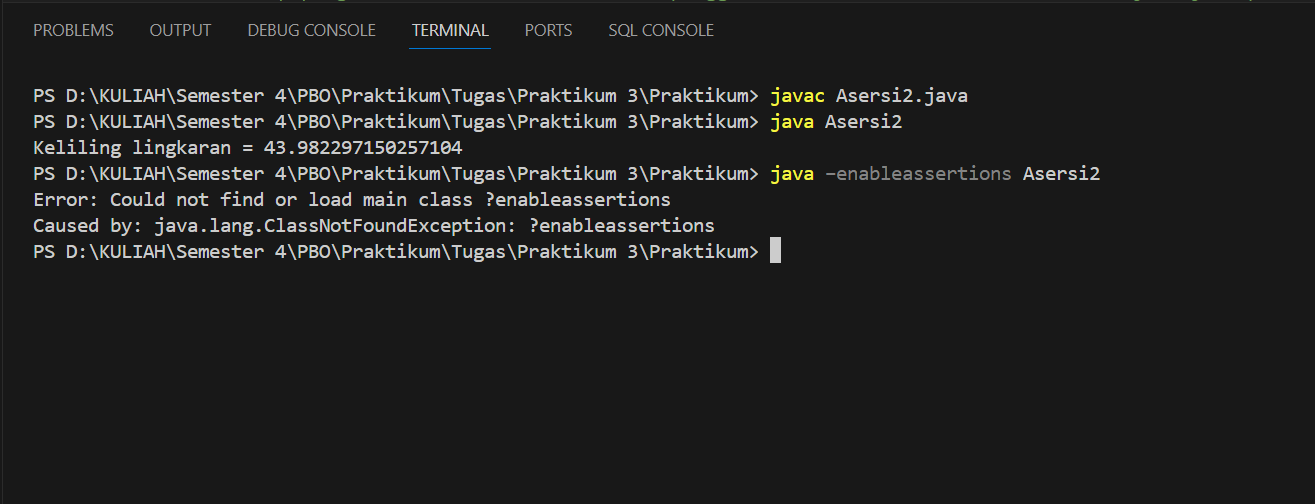 PROBLEMS OUTPUT DEBUG CONSOLE TERMINAL PORTS SQL CONSOLE
PS D:\KULIAH\Semester 4\PBO\Praktikum\Tugas\Praktikum 3\Praktikum> javac Asersi2.java
PS D:\KULIAH\Semester 4\PBO\Praktikum\Tugas\Praktikum 3\Praktikum> java Asersi2
Keliling lingkaran = 43.982297150257104
PS D:\KULIAH\Semester 4\PBO\Praktikum\Tugas\Praktikum 3\Praktikum> java –enableassertions Asersi2
Error: Could not find or load main class ?enableassertions
Caused by: java.lang.ClassNotFoundException: ?enableassertions
PS D:\KULIAH\Semester 4\PBO\Praktikum\Tugas\Praktikum 3\Praktikum>